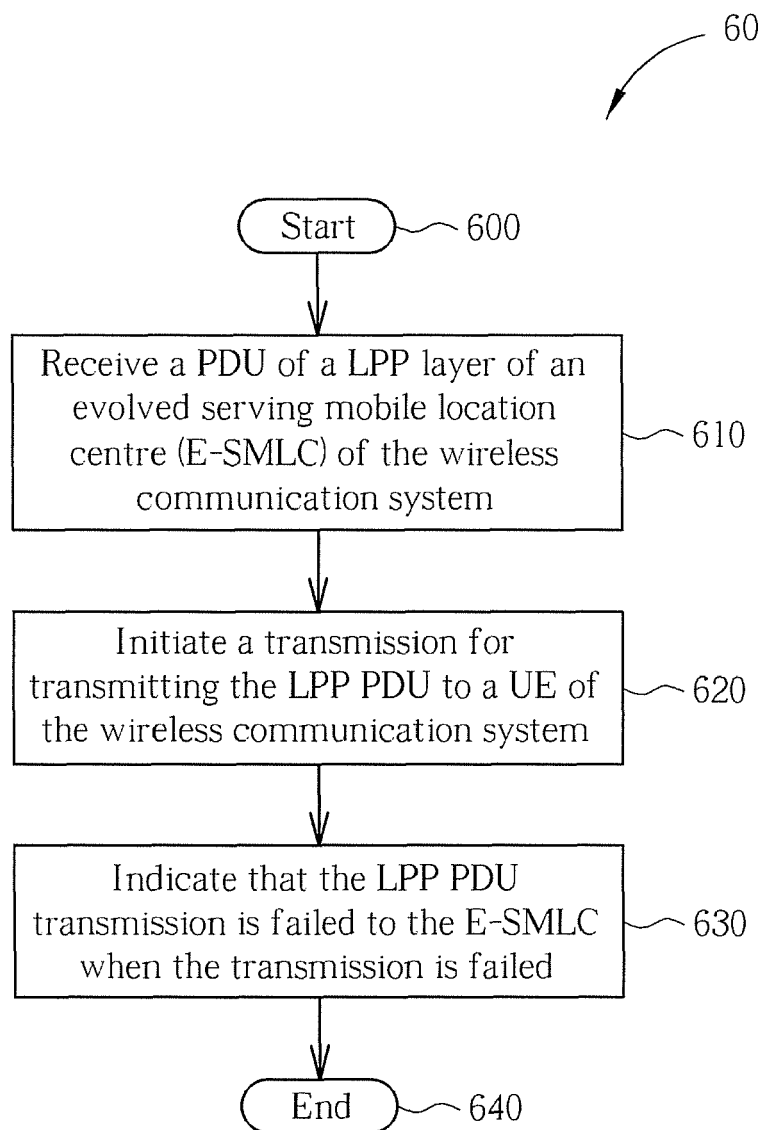 60
Start
600
Receive a PDU of a LPP layer of an
evolved serving mobile location
centre (E-SMLC) of the wireless
communication system
610
Initiate a transmission for
transmitting the LPP PDU to a UE of
the wireless communication system
620
Indicate that the LPP PDU
transmission is failed to the E-SMLC
when the transmission is failed
630
End
640